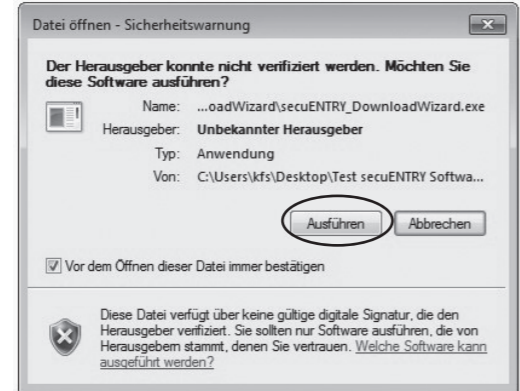 Datei öffnen - Sicherheitswarnung
Der Herausgeber konnte nicht verifiziert werden. Möchten Sie
diese Software ausführen?
Name: ...oadWizard\secuENTRY_DownloadWizard.exe
Herausgeber: Unbekannter Herausgeber
Typ: Anwendung
Von: C:\Users\kfs\Desktop\Test secuENTRY Softwa...
Ausführen Abbrechen
Vor dem Öffnen dieser Datei immer bestätigen
Diese Datei verfügt über keine gültige digitale Signatur, die den
Herausgeber verifiziert. Sie sollten nur Software ausführen, die von
Herausgebern stammt, denen Sie vertrauen. Welche Software kann
ausgeführt werden?